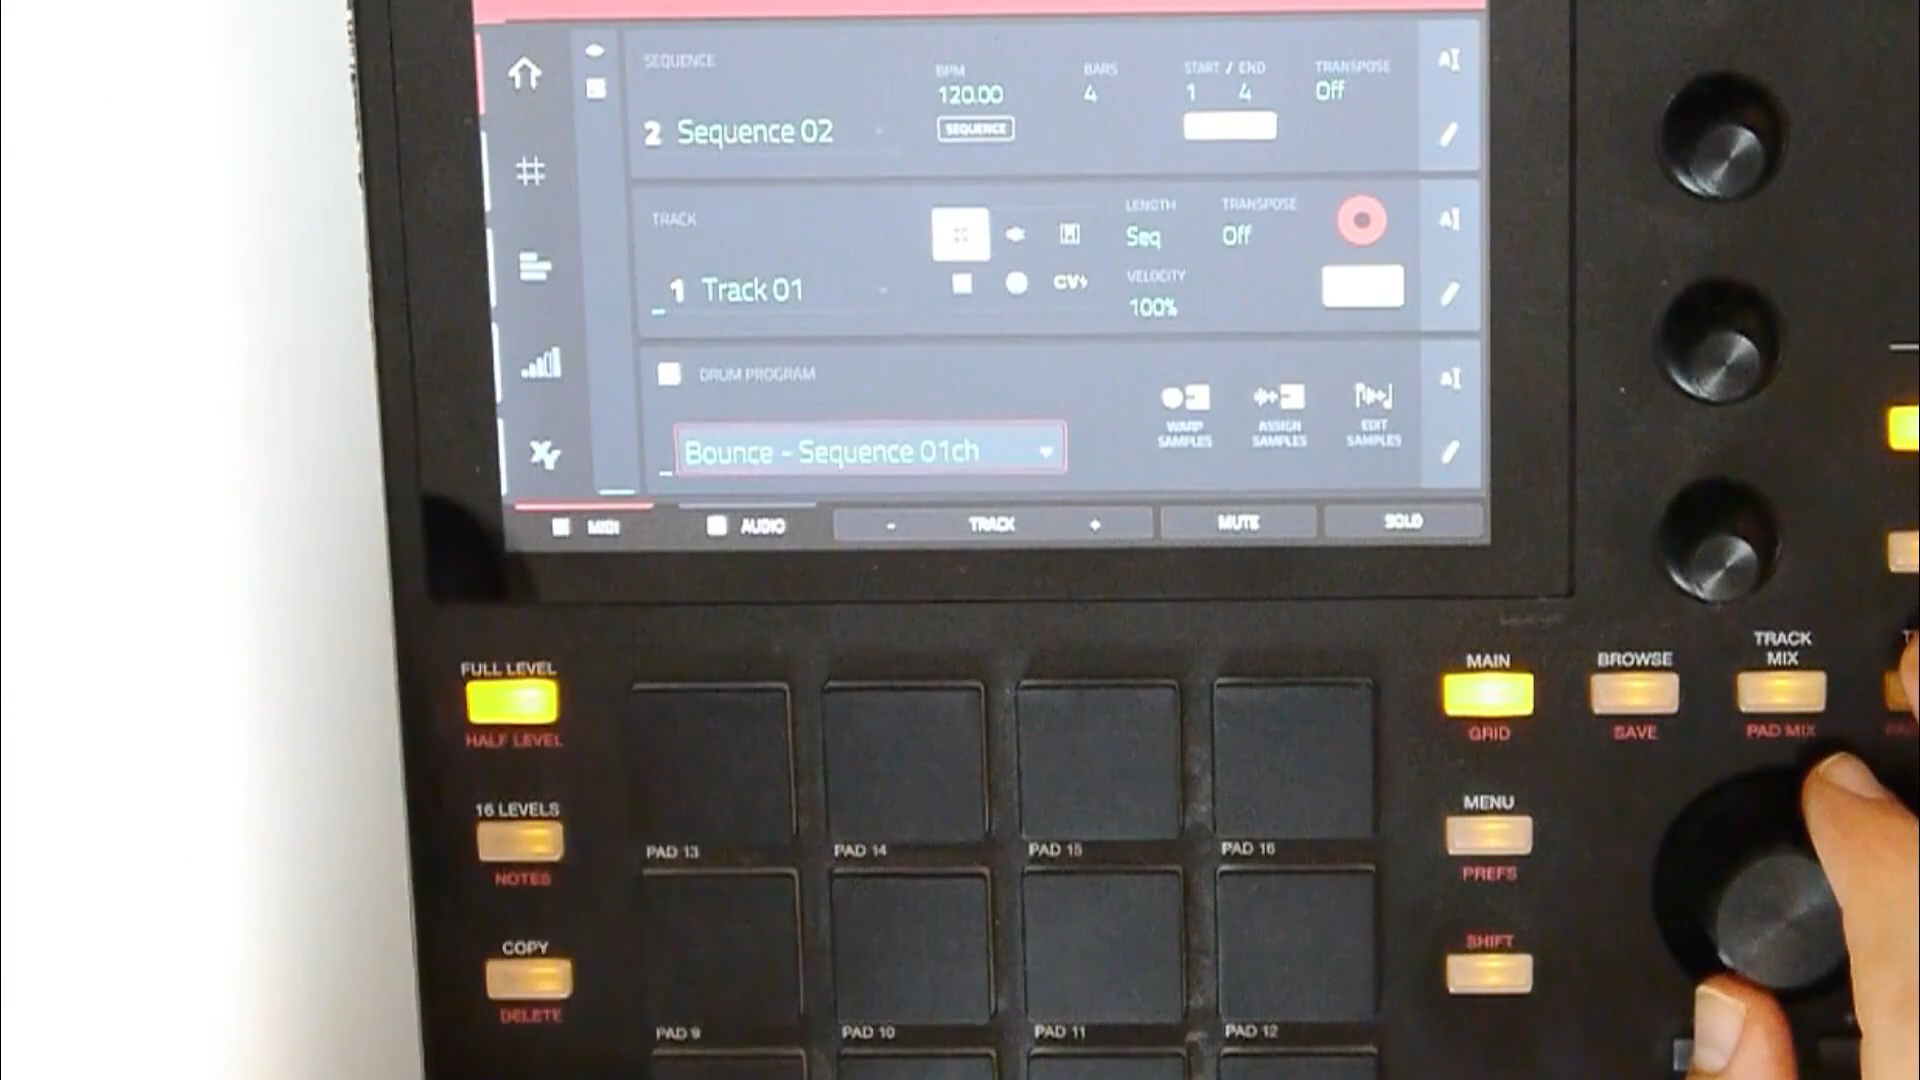 SEQUENCE
2 Sequence 02
BPM
120.00
SEQUENCE
BARS
4
START / END
1 4
TRANSPOSE
Off
TRACK
1 Track 01
CV
LENGTH
Seq
TRANSPOSE
Off
VELOCITY
100%
DRUM PROGRAM
Bounce - Sequence 01ch
WARP
SAMPLES
ASSIGN
SAMPLES
EDIT
SAMPLES
MIDI
AUDIO
- TRACK +
MUTE
SOLO
FULL LEVEL
HALF LEVEL
16 LEVELS
NOTES
COPY
DELETE
PAD 13
PAD 14
PAD 15
PAD 16
PAD 9
PAD 10
PAD 11
PAD 12
MAIN
GRID
BROWSE
SAVE
TRACK
MIX
PAD MIX
MENU
PREFS
SHIFT